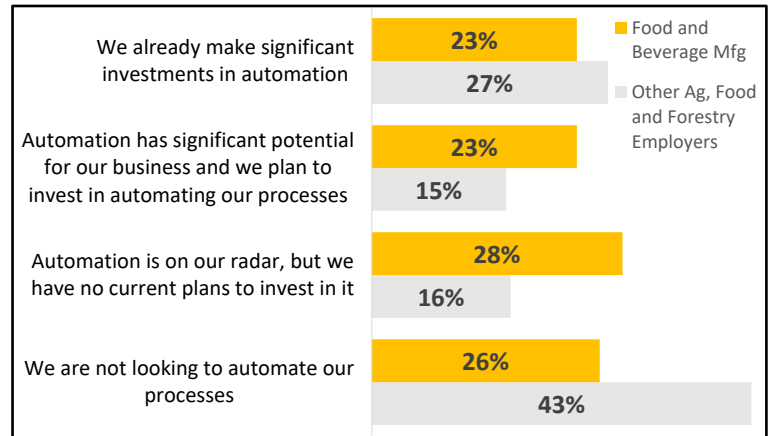 We already make significant
investments in automation
23%
27%
Food and
Beverage Mfg
Other Ag, Food
and Forestry
Employers
Automation has significant potential
for our business and we plan to
invest in automating our processes
23%
15%
Automation is on our radar, but we
have no current plans to invest in it
28%
16%
We are not looking to automate our
processes
26%
43%